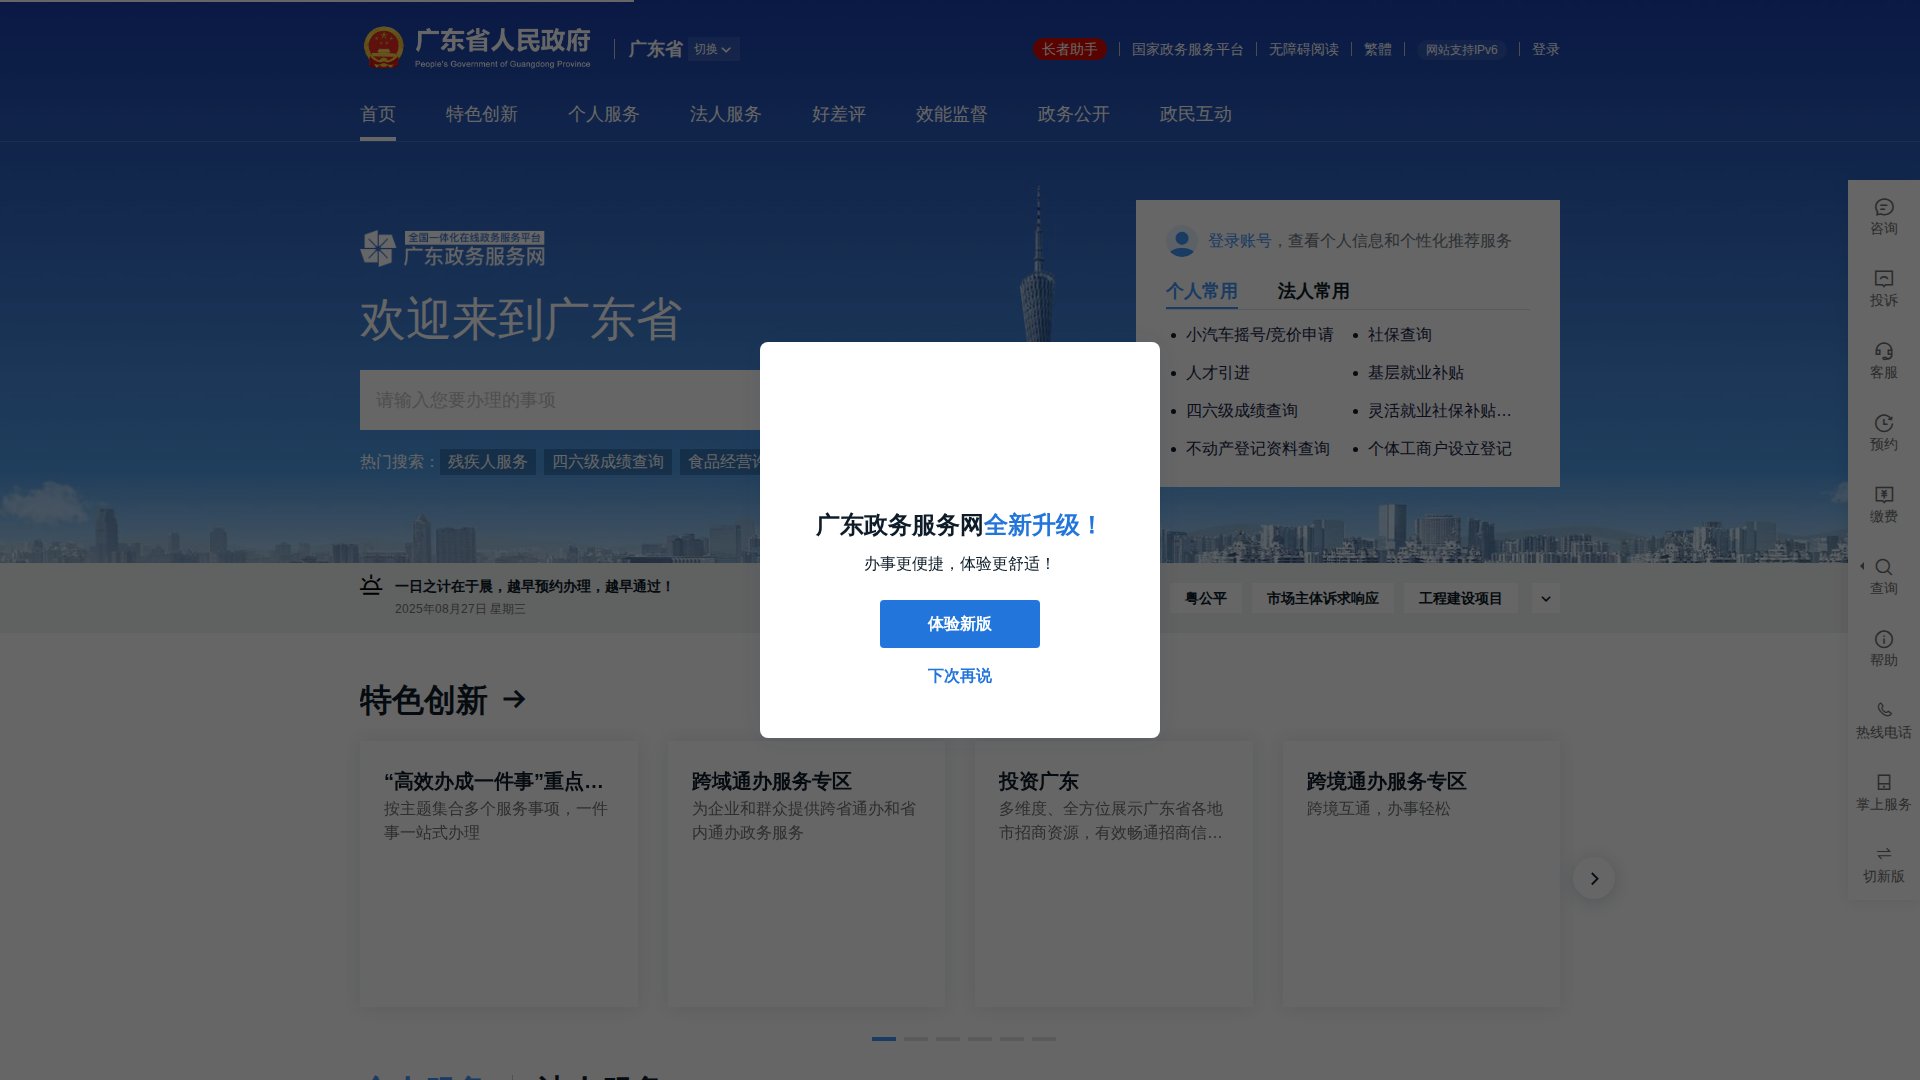 广东省人民政府
People's Government of Guangdong Province
广东省
切换
长者助手
国家政务服务平台
无障碍阅读
繁體
网站支持IPv6
登录
首页
特色创新
个人服务
法人服务
好差评
效能监督
政务公开
政民互动
全国一体化在线政务服务平台
广东政务服务网
欢迎来到广东省
请输入您要办理的事项
热门搜索：
残疾人服务
四六级成绩查询
食品经营
登录账号，查看个人信息和个性化推荐服务
个人常用
法人常用
小汽车摇号/竞价申请
社保查询
人才引进
基层就业补贴
四六级成绩查询
灵活就业社保补贴…
不动产登记资料查询
个体工商户设立登记
广东政务服务网全新升级！
办事更便捷，体验更舒适！
体验新版
下次再说
一日之计在于晨，越早预约办理，越早通过！
2025年08月27日 星期三
粤公平
市场主体诉求响应
工程建设项目
特色创新
“高效办成一件事”重点…
按主题集合多个服务事项，一件
事一站式办理
跨域通办服务专区
为企业和群众提供跨省通办和省
内通办政务服务
投资广东
多维度、全方位展示广东省各地
市招商资源，有效畅通招商信…
跨境通办服务专区
跨境互通，办事轻松
咨询
投诉
客服
预约
缴费
查询
帮助
热线电话
掌上服务
切新版